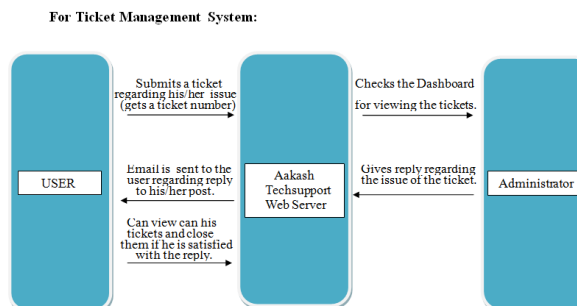 For Ticket Management System:
Submits a ticket
regarding his/her issue
(gets a ticket number)
Checks the Dashboard
for viewing the tickets.
USER
Email is sent to the
user regarding reply
to his/her post.
Aakash
Techsupport
Web Server
Gives reply regarding
the issue of the ticket.
Administrator
Can view can his
tickets and close
them if he is satisfied
with the reply.